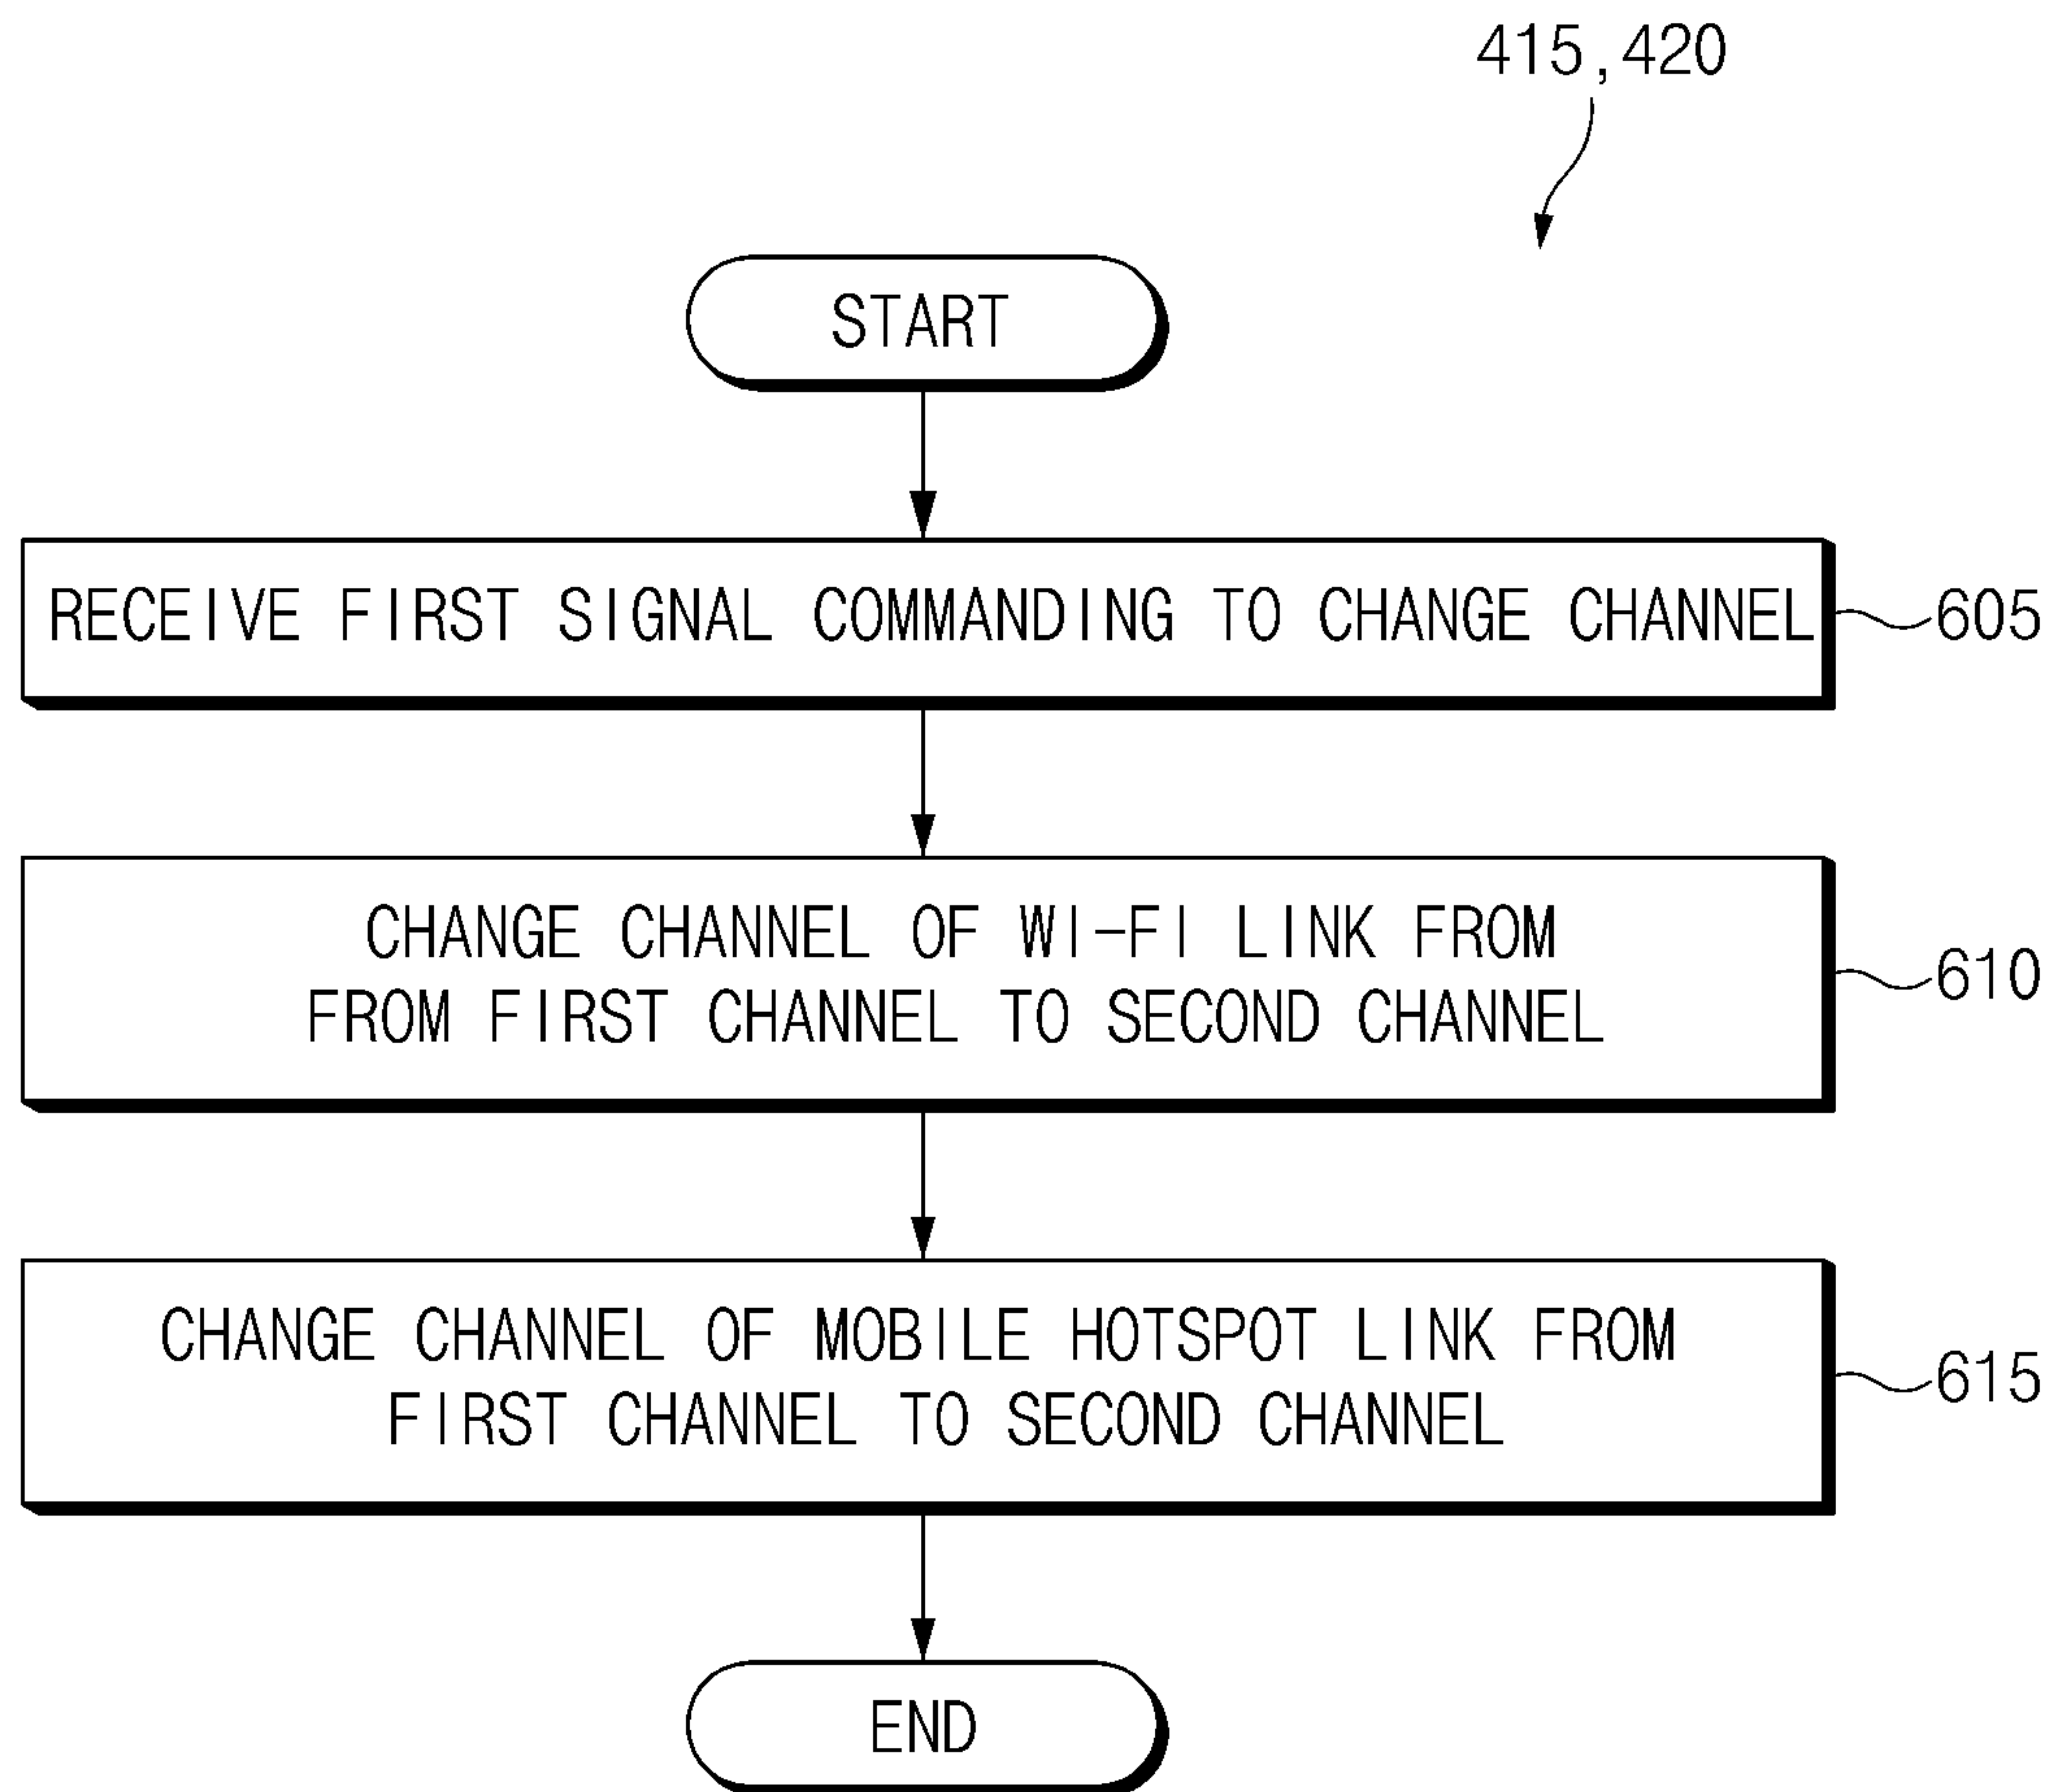 415,420
START
RECEIVE FIRST SIGNAL COMMANDING TO CHANGE CHANNEL
605
CHANGE CHANNEL OF WI-FI LINK FROM
FROM FIRST CHANNEL TO SECOND CHANNEL
610
CHANGE CHANNEL OF MOBILE HOTSPOT LINK FROM
FIRST CHANNEL TO SECOND CHANNEL
615
END